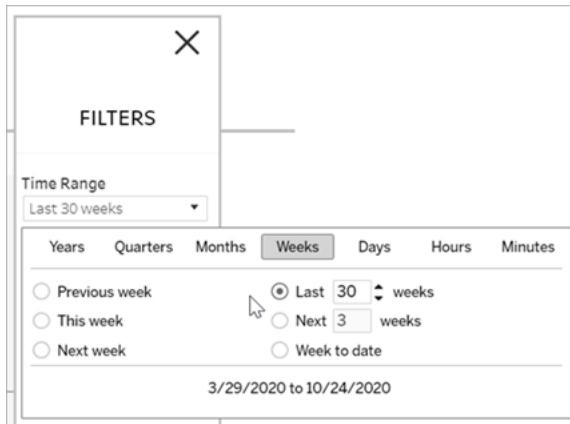 FILTERS
Time Range
Last 30 weeks
Years Quarters Months Weeks Days Hours Minutes
Previous week Last 30 weeks
This week Next 3 weeks
Next week Week to date
3/29/2020 to 10/24/2020